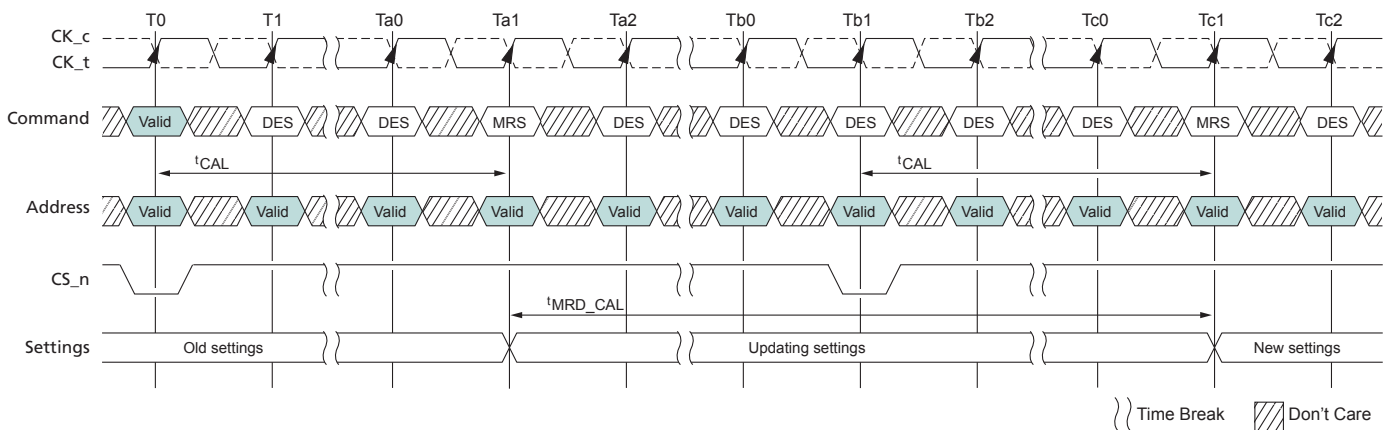 T0 T1 Ta0 Ta1 Ta2 Tb0 Tb1 Tb2 Tc0 Tc1 Tc2
CK_c
CK_t
Command Valid DES DES MRS DES DES DES DES DES MRS DES
tCAL tCAL
Address Valid Valid Valid Valid Valid Valid Valid Valid Valid Valid Valid
CS_n
tMRD_CAL
Settings Old settings Updating settings New settings
Time Break Don't Care